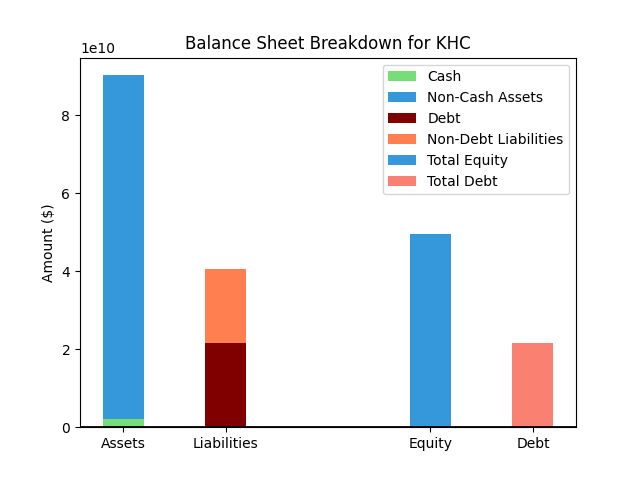 Balance Sheet Breakdown for KHC
1e10
Cash
Non-Cash Assets
Debt
Non-Debt Liabilities
Total Equity
Total Debt
Amount ($)
8
6
4
2
0
Assets Liabilities Equity Debt